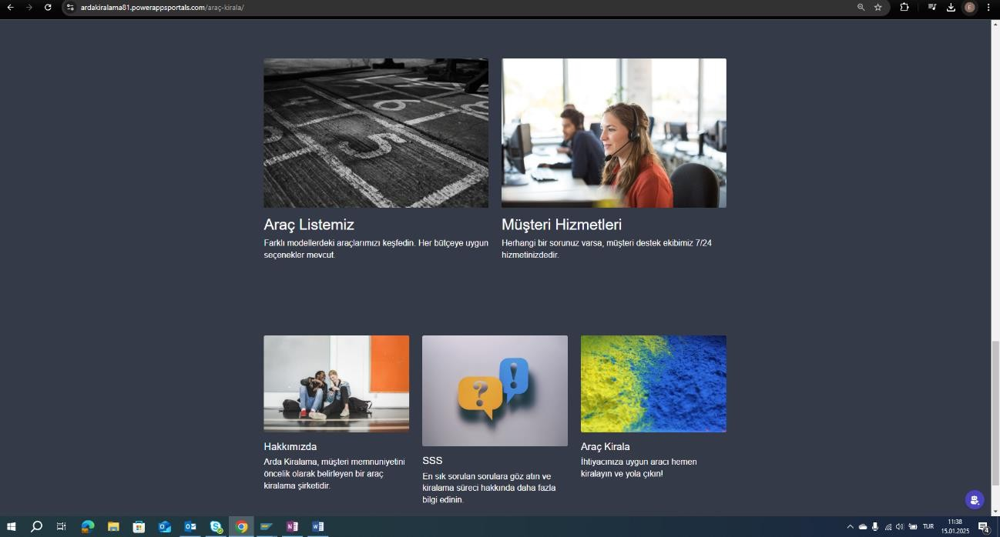 ardakiralama81.powerappsportals.com/araç-kirala/
E
Araç Listemiz
Farklı modellerdeki araçlarımızı keşfedin. Her bütçeye uygun
seçenekler mevcut.
Müşteri Hizmetleri
Herhangi bir sorunuz varsa, müşteri destek ekibimiz 7/24
hizmetinizdedir.
Hakkımızda
Arda Kiralama, müşteri memnuniyetini
öncelik olarak belirleyen bir araç
kiralama şirketidir.
SSS
En sık sorulan sorulara göz atın ve
kiralama süreci hakkında daha fazla
bilgi edinin.
Araç Kirala
İhtiyacınıza uygun aracı hemen
kiralayın ve yola çıkın!
TUR
11:38
15.01.2025
4